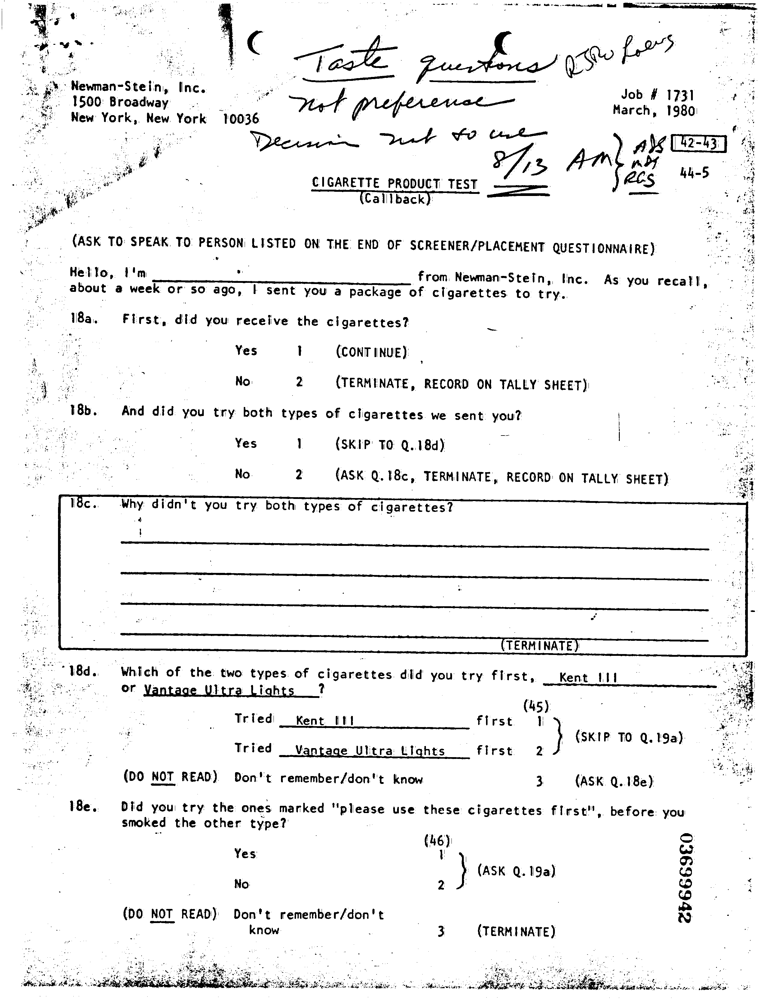 Taste questions RJR v Loews
not preference
Decision not to use
8/13 AM } ADS
RCS
Newman-Stein, Inc.
1500 Broadway
New York, New York 10036
Job # 1731
March, 1980
42-43
44-5
CIGARETTE PRODUCT TEST
(Callback)
(ASK TO SPEAK TO PERSON LISTED ON THE END OF SCREENER/PLACEMENT QUESTIONNAIRE)
Hello, I'm ____ from Newman-Stein, Inc. As you recall,
about a week or so ago, I sent you a package of cigarettes to try.
18a. First, did you receive the cigarettes?
Yes 1 (CONTINUE)
No 2 (TERMINATE, RECORD ON TALLY SHEET)
18b. And did you try both types of cigarettes we sent you?
Yes 1 (SKIP TO Q.18d)
No 2 (ASK Q.18c, TERMINATE, RECORD ON TALLY SHEET)
18c. Why didn't you try both types of cigarettes?
(TERMINATE)
18d. Which of the two types of cigarettes did you try first, Kent III
or Vantage Ultra Lights ?
(45)
Tried Kent III first 1
(SKIP TO Q.19a)
Tried Vantage Ultra Lights first 2
(DO NOT READ) Don't remember/don't know 3 (ASK Q.18e)
18e. Did you try the ones marked "please use these cigarettes first", before you
smoked the other type?
(46)
Yes 1
(ASK Q.19a)
No 2
(DO NOT READ) Don't remember/don't
know 3 (TERMINATE)
03699942